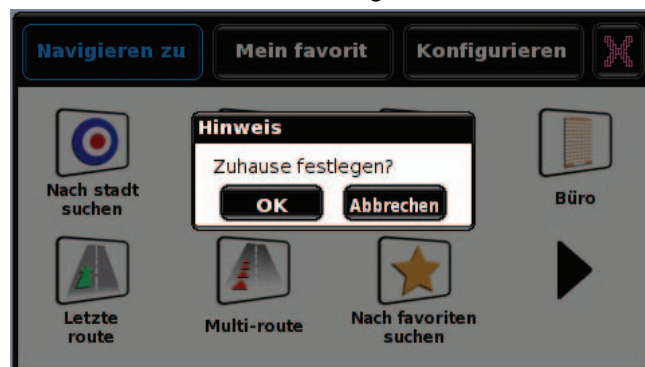 Navigieren zu
Mein favorit
Konfigurieren
Hinweis
Zuhause festlegen?
OK
Abbrechen
Nach stadt
suchen
Büro
Letzte
route
Multi-route
Nach favoriten
suchen